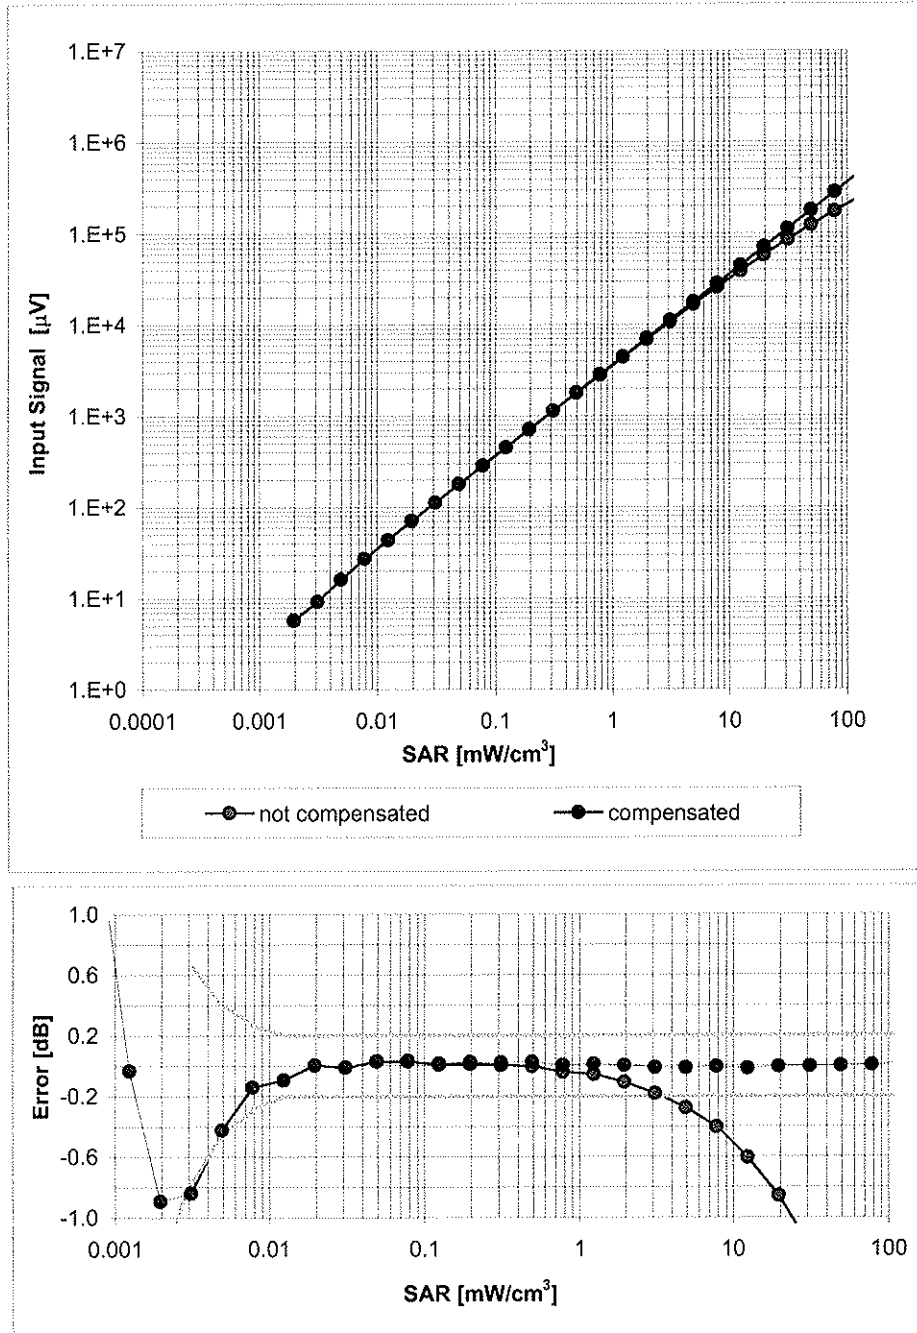 1.E+7
1.E+6
1.E+5
1.E+4
1.E+3
1.E+2
1.E+1
1.E+0
Input Signal [µV]
0.0001 0.001 0.01 0.1 1 10 100
SAR [mW/cm³]
not compensated compensated
1.0
0.6
0.2
-0.2
-0.6
-1.0
Error [dB]
0.001 0.01 0.1 1 10 100
SAR [mW/cm³]